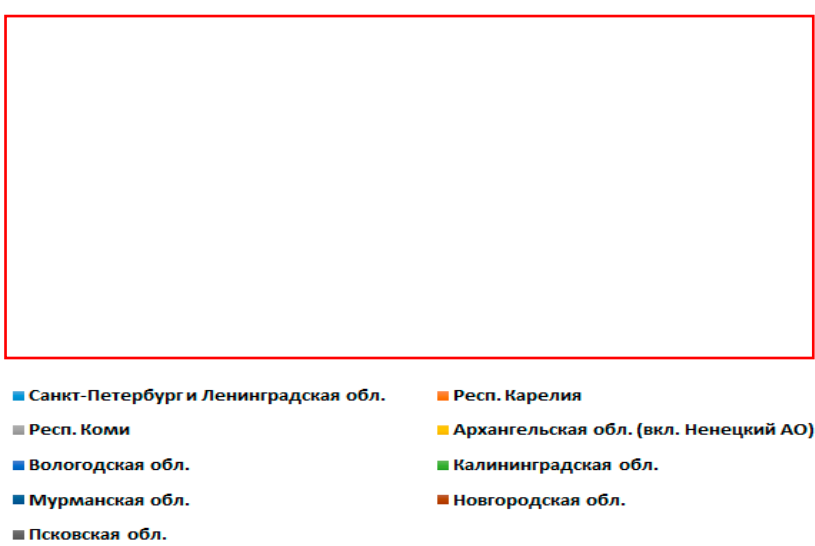 Санкт-Петербург и Ленинградская обл.
Респ. Карелия
Респ. Коми
Архангельская обл. (вкл. Ненецкий АО)
Вологодская обл.
Калининградская обл.
Мурманская обл.
Новгородская обл.
Псковская обл.